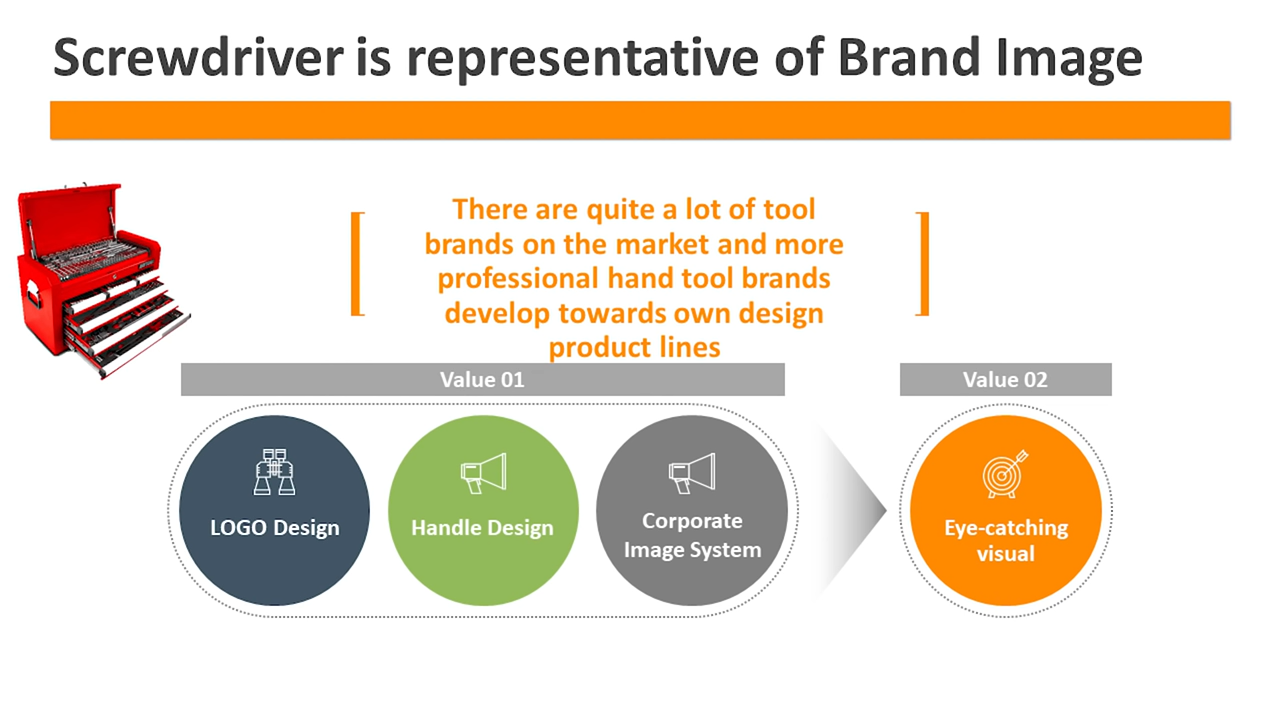 Screwdriver is representative of Brand Image
There are quite a lot of tool
brands on the market and more
professional hand tool brands
develop towards own design
product lines
Value 01
Value 02
LOGO Design
Handle Design
Corporate
Image System
Eye-catching
visual